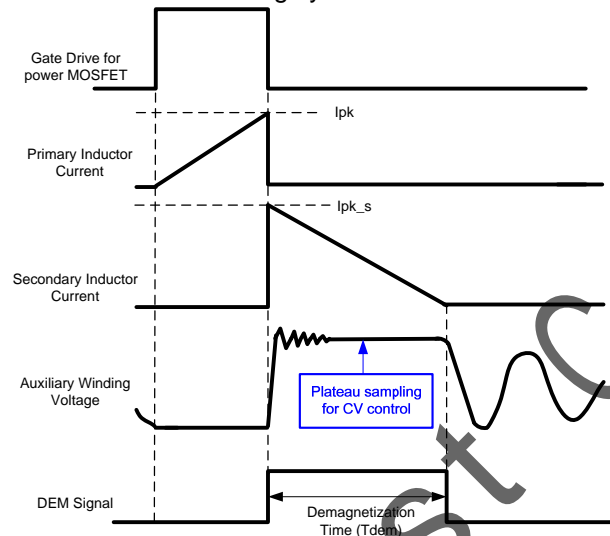 Gate Drive for
power MOSFET
Ipk
Primary Inductor
Current
Ipk_s
Secondary Inductor
Current
Auxiliary Winding
Voltage
Plateau sampling
for CV control
DEM Signal
Demagnetization
Time (Tdem)